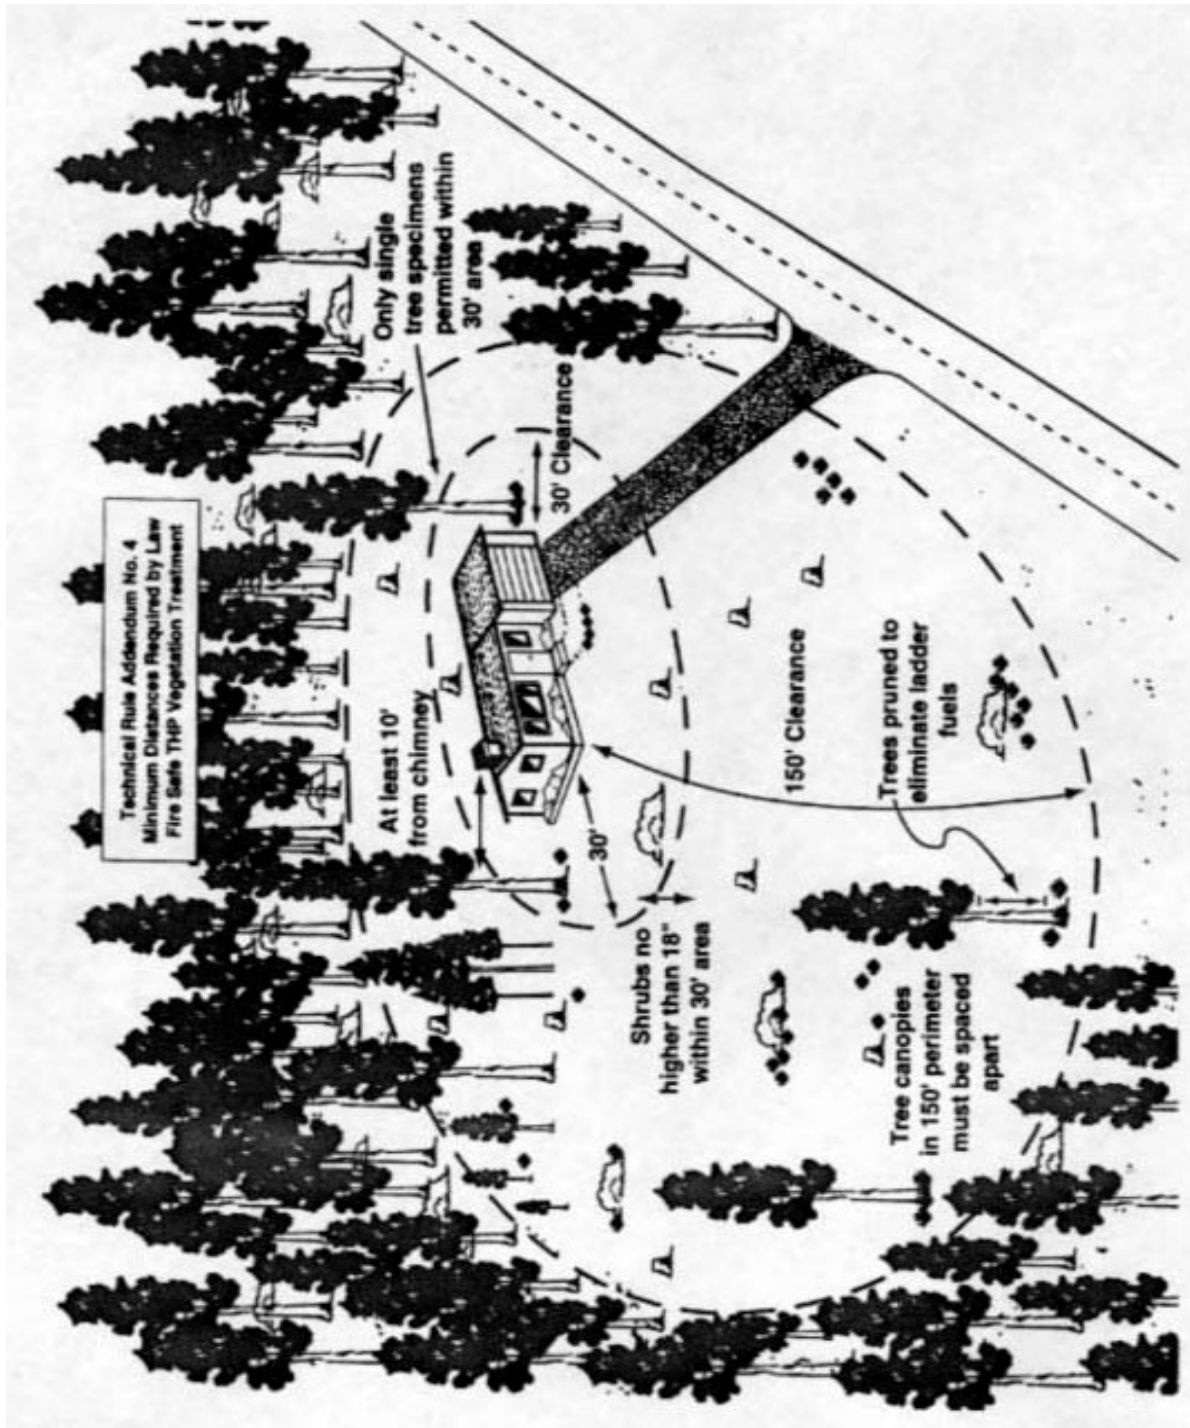 Technical Rule Addendum No. 4
Minimum Distances Required by Law
Fire Safe THP Vegetation Treatment
At least 10'
from chimney
Only single
tree specimens
permitted within
30' area
30' Clearance
30'
Shrubs no
higher than 18"
within 30' area
150' Clearance
Trees pruned to
eliminate ladder
fuels
Tree canopies
in 150' perimeter
must be spaced
apart